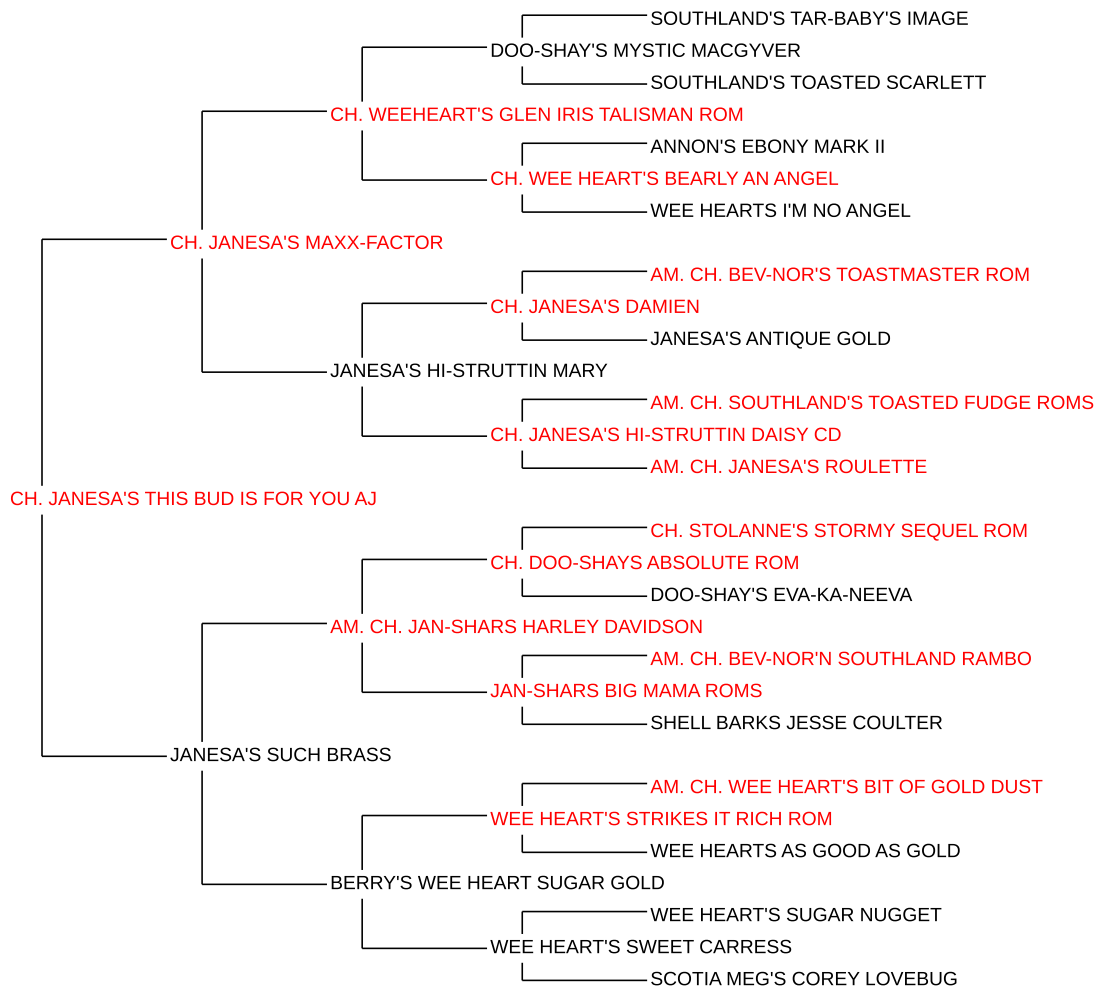 SOUTHLAND'S TAR-BABY'S IMAGE
DOO-SHAY'S MYSTIC MACGYVER
SOUTHLAND'S TOASTED SCARLETT
CH. WEEHEART'S GLEN IRIS TALISMAN ROM
ANNON'S EBONY MARK II
CH. WEE HEART'S BEARLY AN ANGEL
WEE HEARTS I'M NO ANGEL
CH. JANESA'S MAXX-FACTOR
AM. CH. BEV-NOR'S TOASTMASTER ROM
CH. JANESA'S DAMIEN
JANESA'S ANTIQUE GOLD
JANESA'S HI-STRUTTIN MARY
AM. CH. SOUTHLAND'S TOASTED FUDGE ROMS
CH. JANESA'S HI-STRUTTIN DAISY CD
AM. CH. JANESA'S ROULETTE
CH. JANESA'S THIS BUD IS FOR YOU AJ
CH. STOLANNE'S STORMY SEQUEL ROM
CH. DOO-SHAYS ABSOLUTE ROM
DOO-SHAY'S EVA-KA-NEEVA
AM. CH. JAN-SHARS HARLEY DAVIDSON
AM. CH. BEV-NOR'N SOUTHLAND RAMBO
JAN-SHARS BIG MAMA ROMS
SHELL BARKS JESSE COULTER
JANESA'S SUCH BRASS
AM. CH. WEE HEART'S BIT OF GOLD DUST
WEE HEART'S STRIKES IT RICH ROM
WEE HEARTS AS GOOD AS GOLD
BERRY'S WEE HEART SUGAR GOLD
WEE HEART'S SUGAR NUGGET
WEE HEART'S SWEET CARRESS
SCOTIA MEG'S COREY LOVEBUG